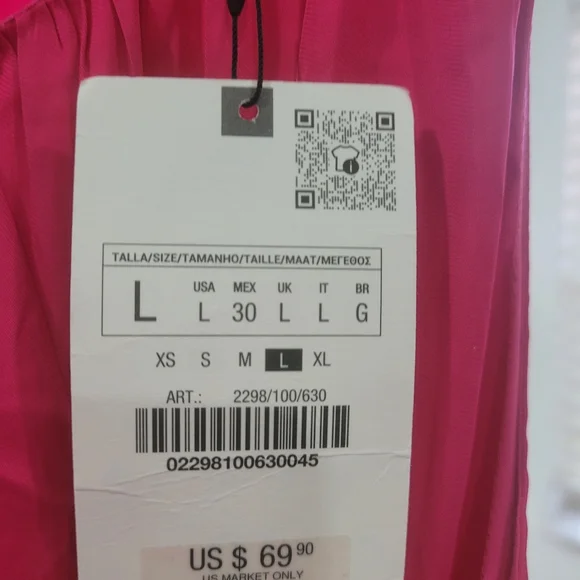 TALLA/SIZE/TAMANHO/TAILLE/MAAT/ΜΕΓΕΘΟΣ
L
USA MEX UK IT BR
L 30 L L G
XS S M L XL
ART.: 2298/100/630
02298100630045
US $ 69 90
US MARKET ONLY